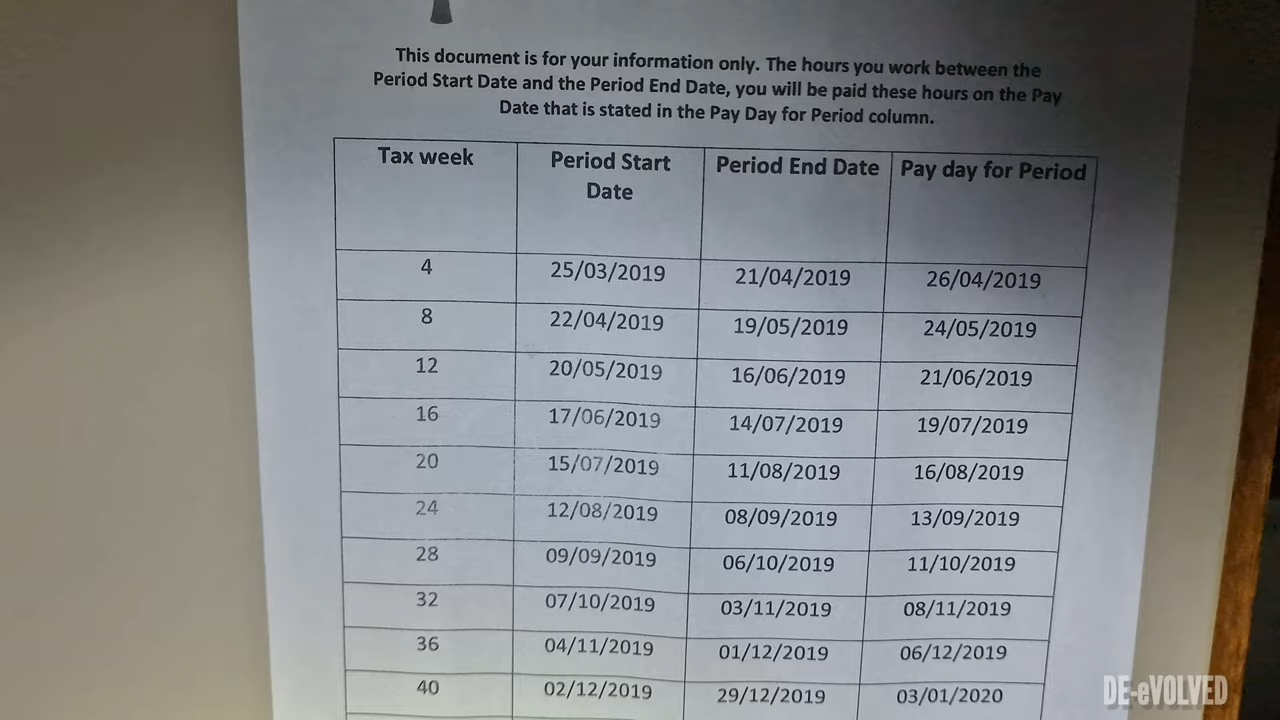 This document is for your information only. The hours you work between the
Period Start Date and the Period End Date, you will be paid these hours on the Pay
Date that is stated in the Pay Day for Period column.
Tax week Period Start Date Period End Date Pay day for Period
4 25/03/2019 21/04/2019 26/04/2019
8 22/04/2019 19/05/2019 24/05/2019
12 20/05/2019 16/06/2019 21/06/2019
16 17/06/2019 14/07/2019 19/07/2019
20 15/07/2019 11/08/2019 16/08/2019
24 12/08/2019 08/09/2019 13/09/2019
28 09/09/2019 06/10/2019 11/10/2019
32 07/10/2019 03/11/2019 08/11/2019
36 04/11/2019 01/12/2019 06/12/2019
40 02/12/2019 29/12/2019 03/01/2020
DE-eVOLVED